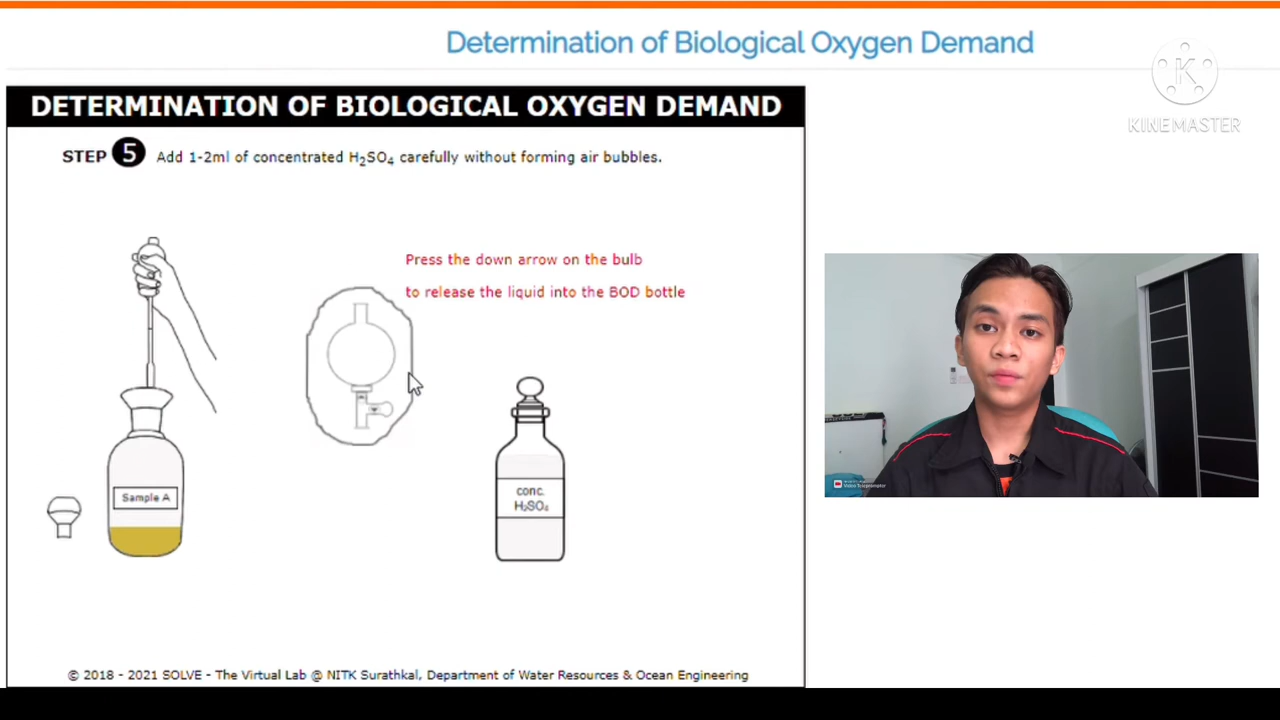 Determination of Biological Oxygen Demand
K
KINEMASTER
DETERMINATION OF BIOLOGICAL OXYGEN DEMAND
STEP 5 Add 1-2ml of concentrated H₂SO₄ carefully without forming air bubbles.
Press the down arrow on the bulb
to release the liquid into the BOD bottle
Sample A
conc.
H₂SO₄
Video Teleprompter
© 2018 - 2021 SOLVE - The Virtual Lab @ NITK Surathkal, Department of Water Resources & Ocean Engineering